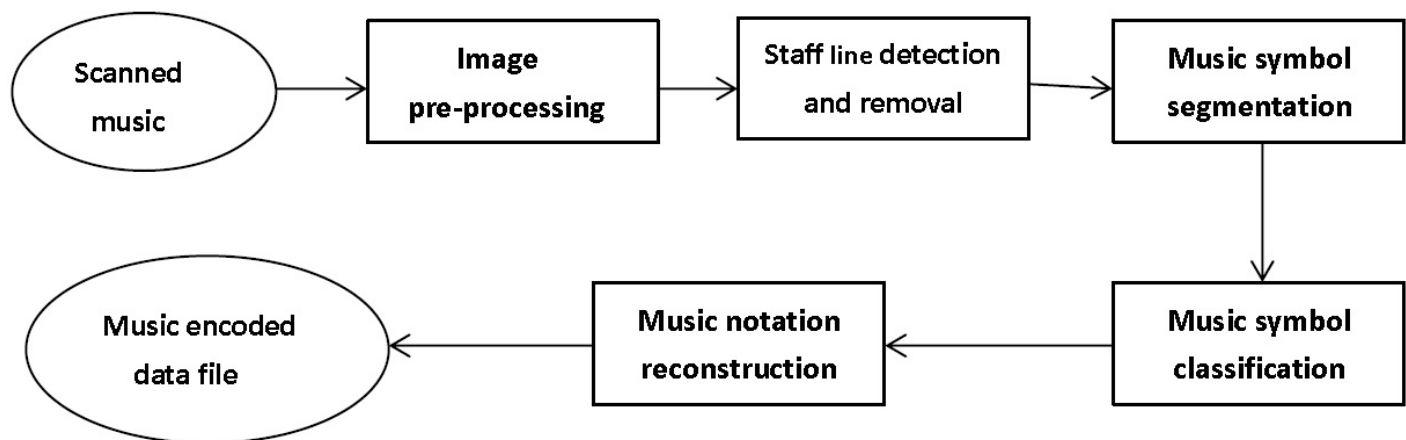 Scanned
music
Image
pre-processing
Staff line detection
and removal
Music symbol
segmentation
Music symbol
classification
Music notation
reconstruction
Music encoded
data file